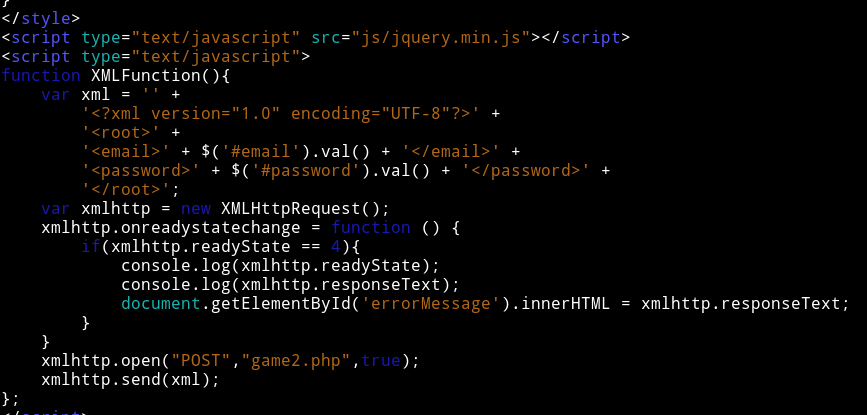 }
</style>
<script type="text/javascript" src="js/jquery.min.js"></script>
<script type="text/javascript">
function XMLFunction(){
    var xml = '' +
        '<?xml version="1.0" encoding="UTF-8"?>' +
        '<root>' +
        '<email>' + $('#email').val() + '</email>' +
        '<password>' + $('#password').val() + '</password>' +
        '</root>';
    var xmlhttp = new XMLHttpRequest();
    xmlhttp.onreadystatechange = function () {
        if(xmlhttp.readyState == 4){
            console.log(xmlhttp.readyState);
            console.log(xmlhttp.responseText);
            document.getElementById('errorMessage').innerHTML = xmlhttp.responseText;
        }
    }
    xmlhttp.open("POST","game2.php",true);
    xmlhttp.send(xml);
};
</script>